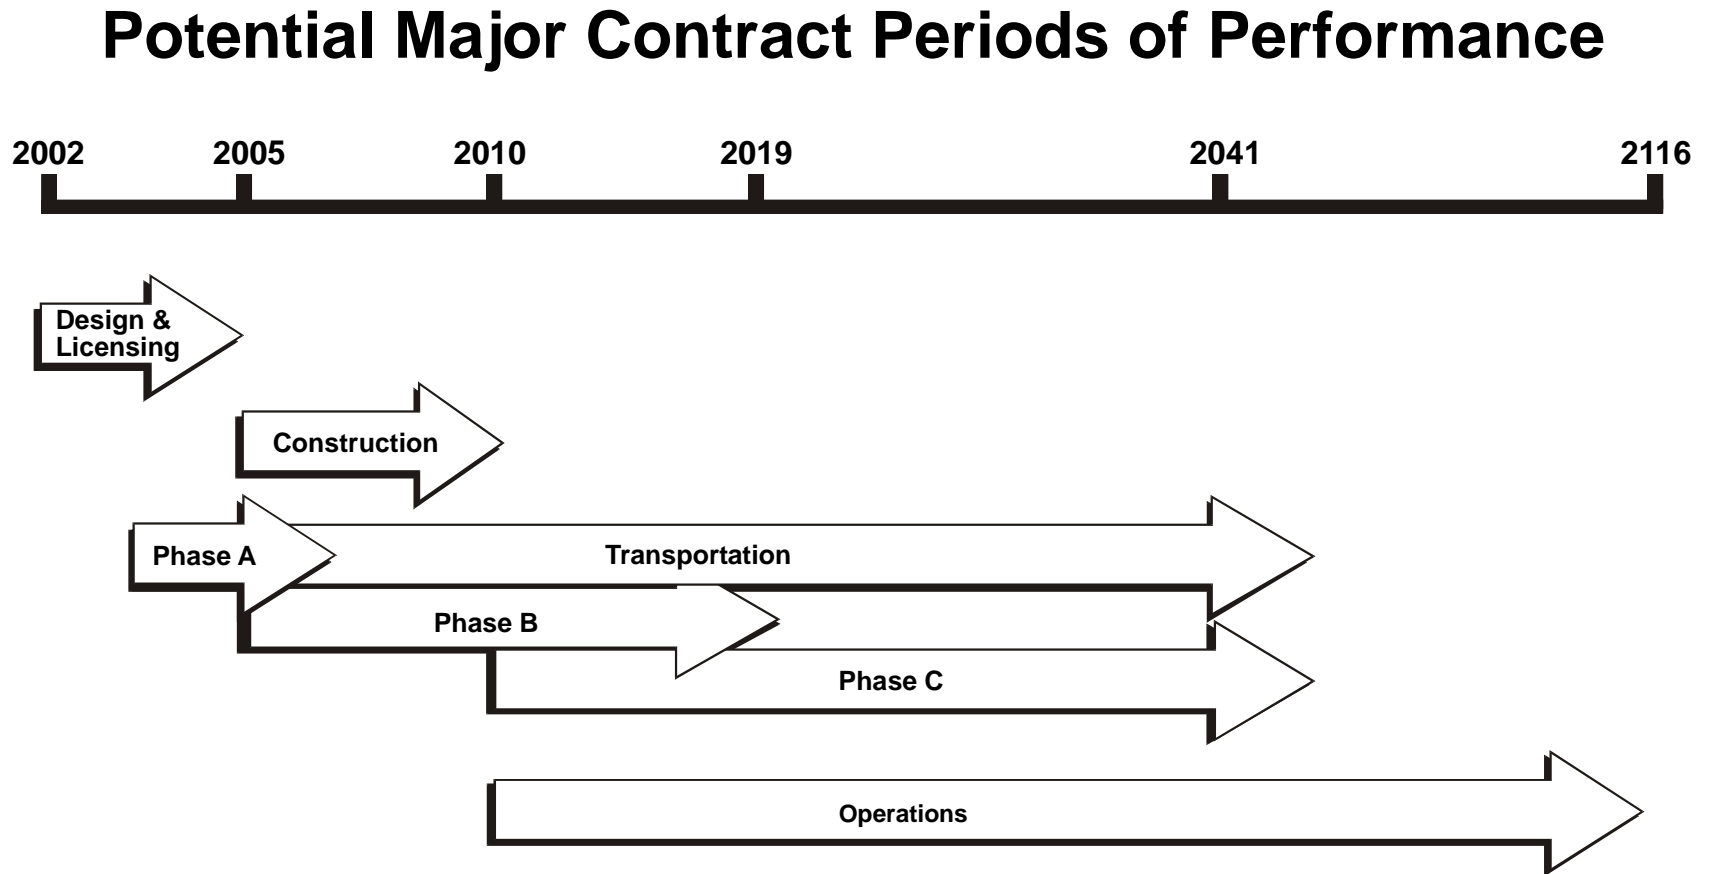 Potential Major Contract Periods of Performance
2002 2005 2010 2019 2041 2116
Design &
Licensing
Construction
Phase A Transportation
Phase B
Phase C
Operations